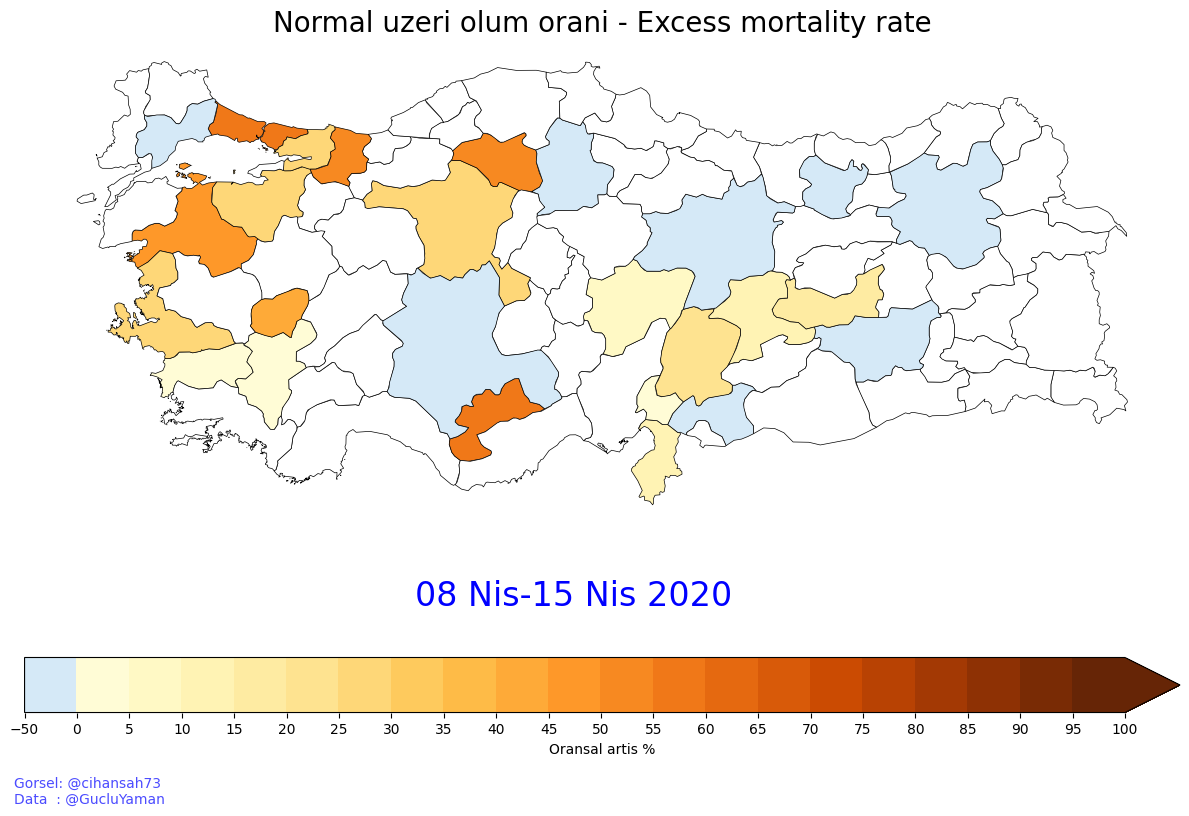 Normal uzeri olum orani - Excess mortality rate
08 Nis-15 Nis 2020
−50 0 5 10 15 20 25 30 35 40 45 50 55 60 65 70 75 80 85 90 95 100
Oransal artis %
Gorsel: @cihansah73
Data : @GucluYaman